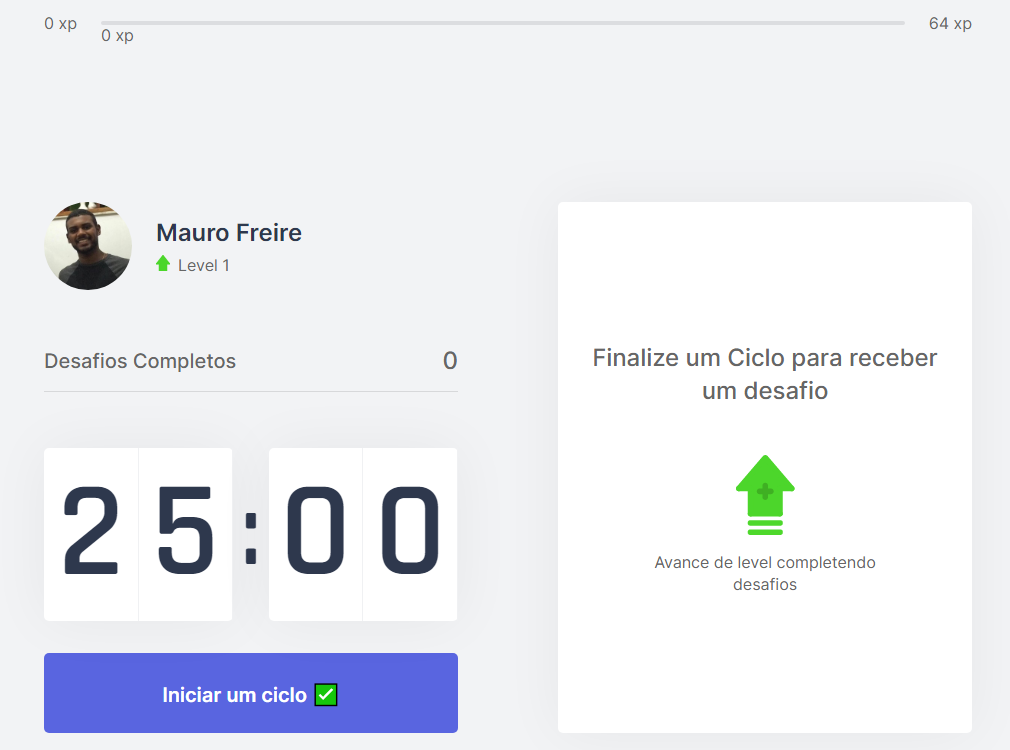 0 xp
64 xp
0 xp
Mauro Freire
Level 1
Desafios Completos 0
25:00
Iniciar um ciclo ✅
Finalize um Ciclo para receber
um desafio
Avance de level completendo
desafios